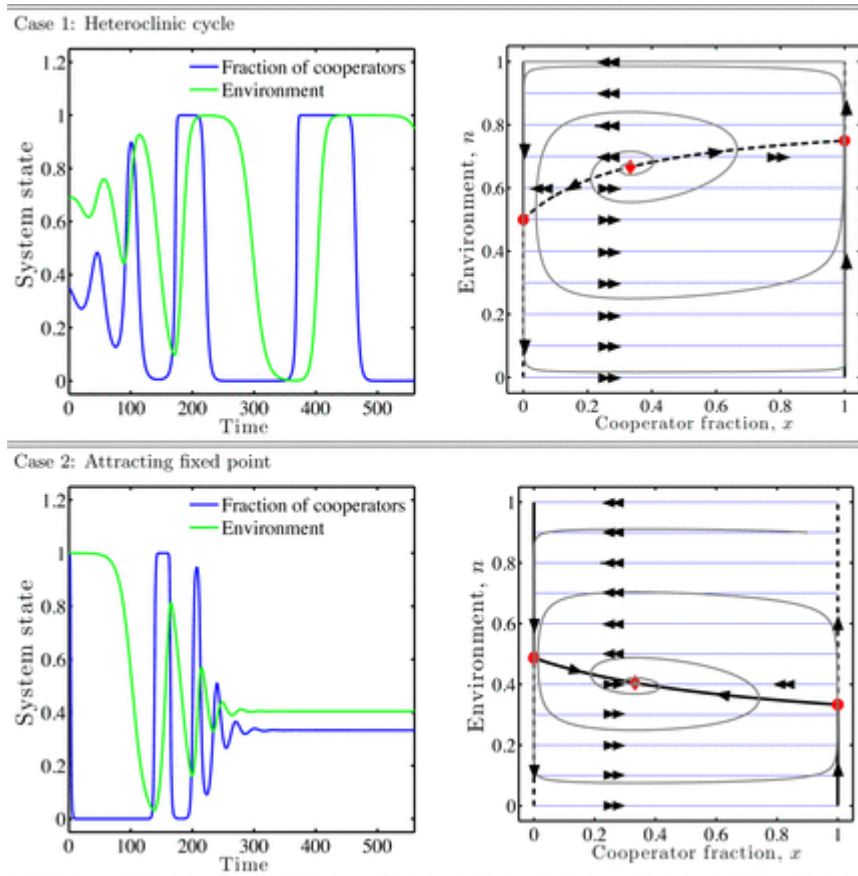 Case 1: Heteroclinic cycle
1.2
1
0.8
0.6
0.4
0.2
0
System state
Fraction of cooperators
Environment
0 100 200 300 400 500
Time
1
0.8
0.6
0.4
0.2
0
Environment, n
0 0.2 0.4 0.6 0.8 1
Cooperator fraction, x
Case 2: Attracting fixed point
1.2
1
0.8
0.6
0.4
0.2
0
System state
Fraction of cooperators
Environment
0 100 200 300 400 500
Time
1
0.8
0.6
0.4
0.2
0
Environment, n
0 0.2 0.4 0.6 0.8 1
Cooperator fraction, x